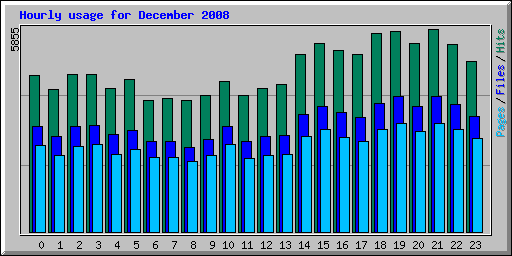 Hourly usage for December 2008
5855
Pages / Files / Hits
0 1 2 3 4 5 6 7 8 9 10 11 12 13 14 15 16 17 18 19 20 21 22 23